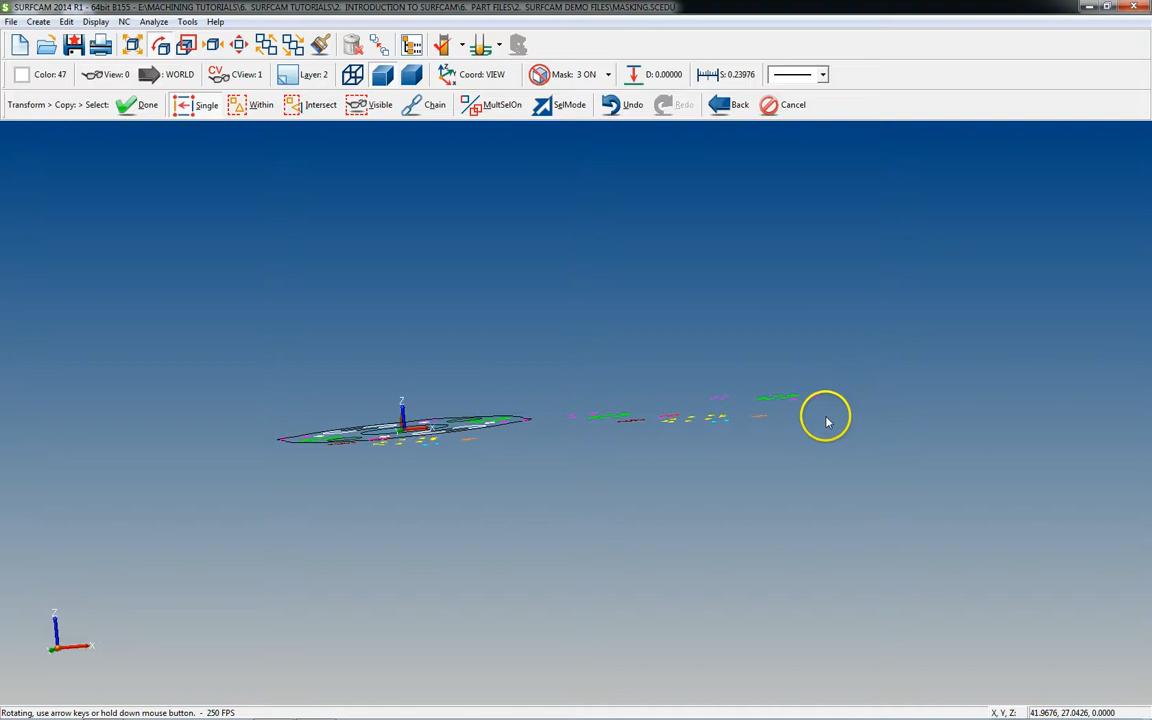 SURFCAM 2014 R1 - 64bit B155 - E:\MACHINING TUTORIALS\6.  SURFCAM TUTORIALS\2.  INTRODUCTION TO SURFCAM\6.  PART FILES\2.  SURFCAM DEMO FILES\MASKING.SCEDU
File Create Edit Display NC Analyze Tools Help
Color: 47 View: 0 :WORLD CV CView: 1 Layer: 2 Coord: VIEW Mask: 3 ON D: 0.00000 S: 0.23976
Transform > Copy > Select: Done Single Within Intersect Visible Chain MultSelOn SelMode Undo Redo Back Cancel
Z
Z
X
Rotating, use arrow keys or hold down mouse button. - 250 FPS X, Y, Z: 41.9676, 27.0426, 0.0000